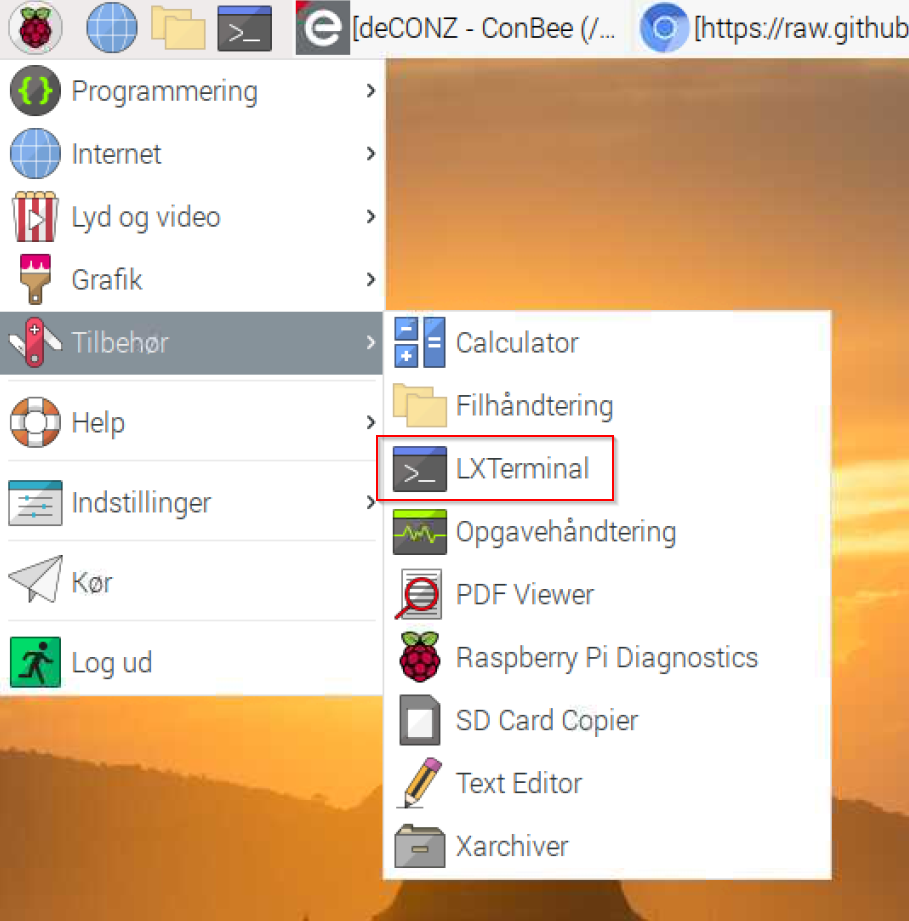 [deCONZ - ConBee (/...
[https://raw.github
Programmering
Internet
Lyd og video
Grafik
Tilbehør
Help
Indstillinger
Kør
Log ud
Calculator
Filhåndtering
LXTerminal
Opgavehåndtering
PDF Viewer
Raspberry Pi Diagnostics
SD Card Copier
Text Editor
Xarchiver